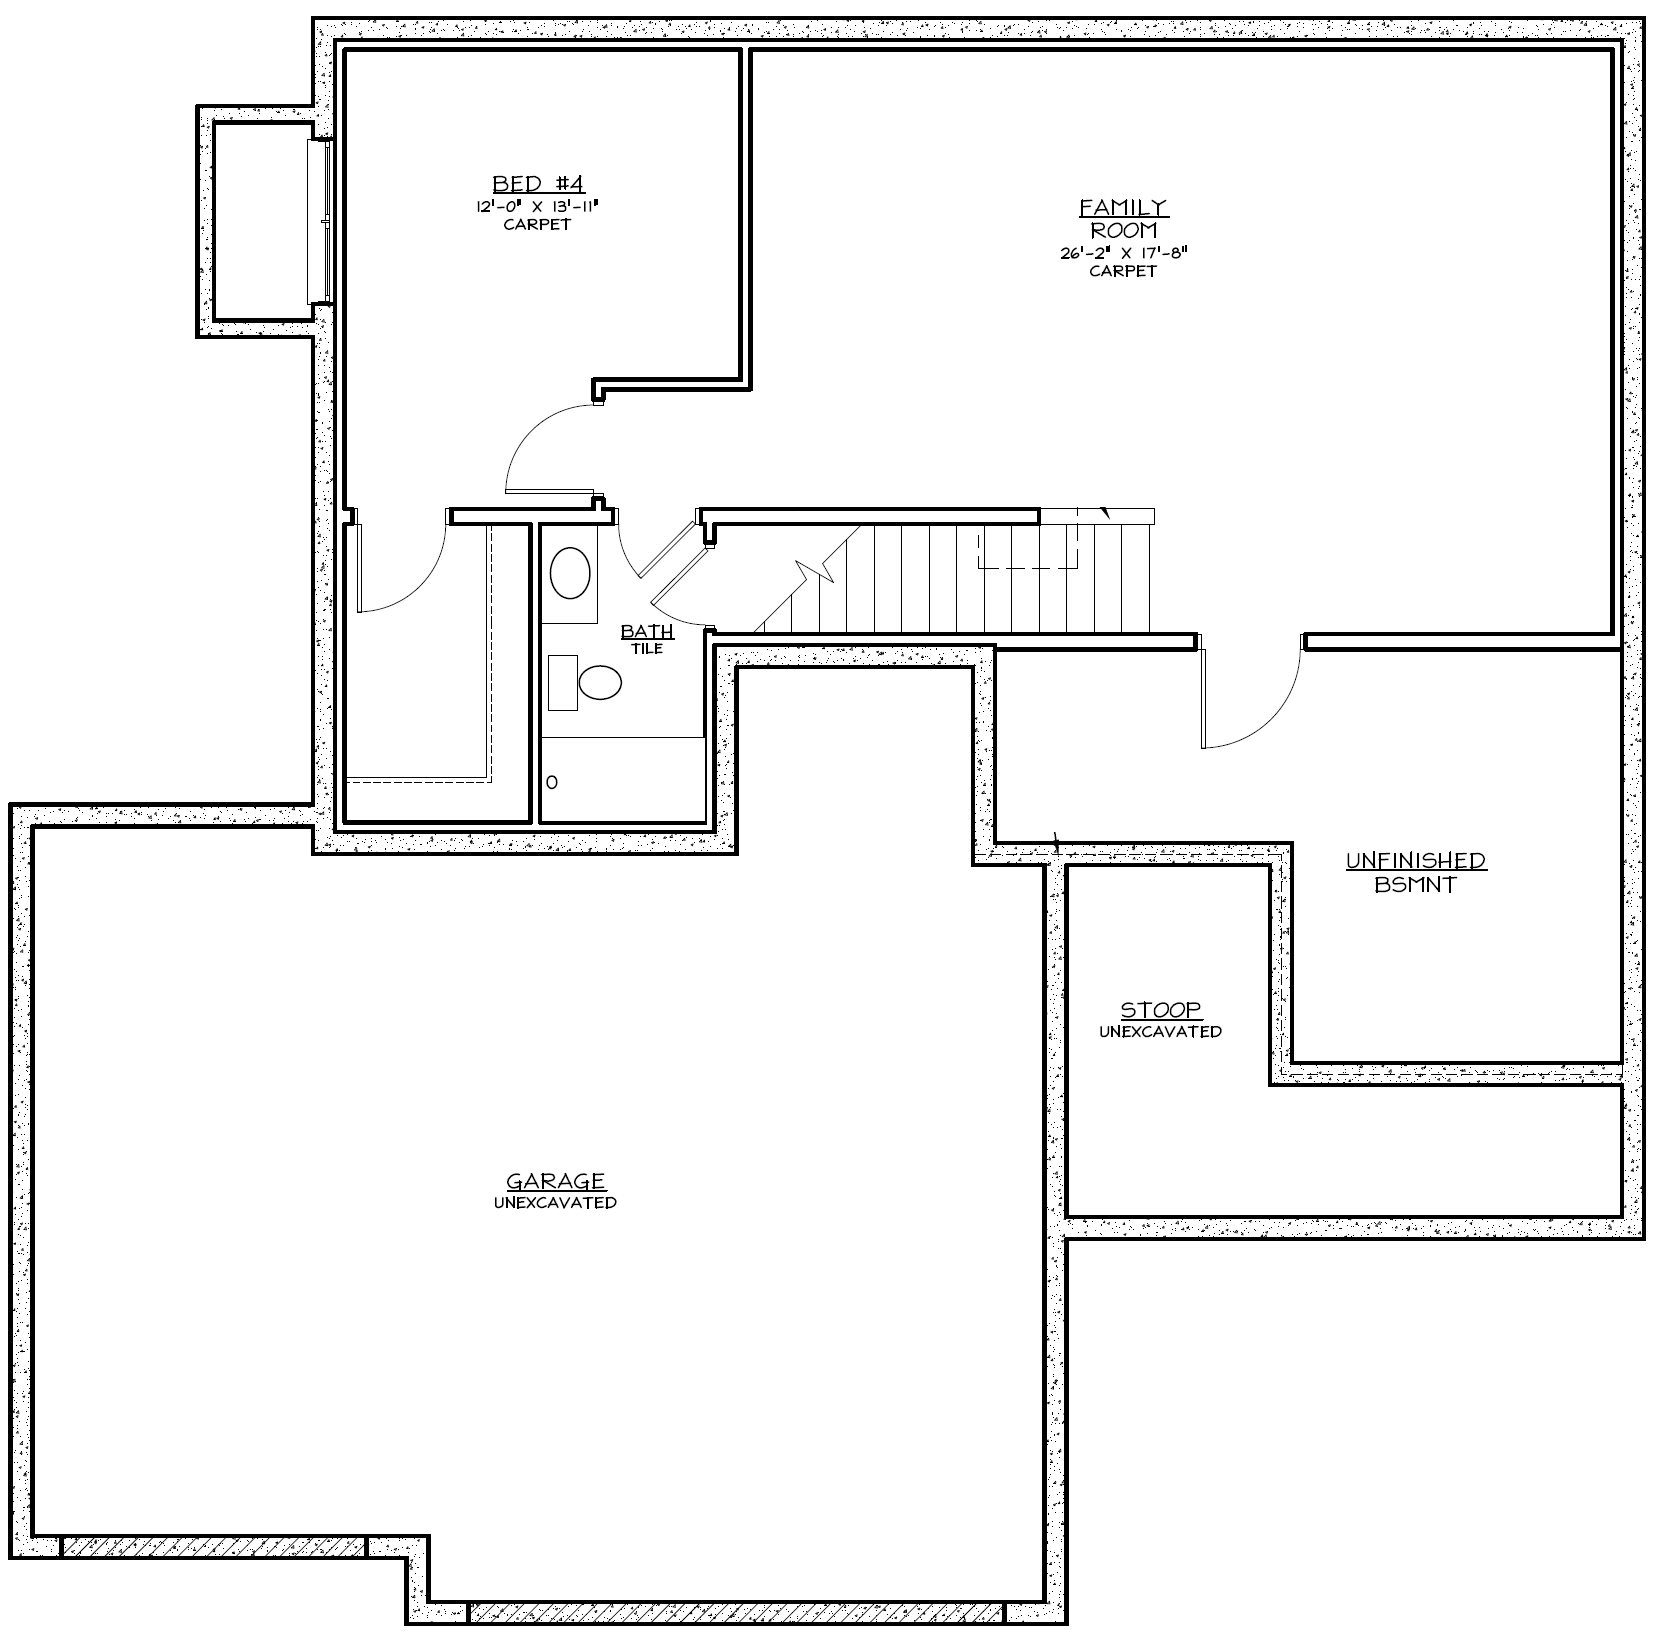 BED #4
12'-0" X 13'-11"
CARPET
FAMILY
ROOM
26'-2" X 17'-8"
CARPET
BATH
TILE
UNFINISHED
BSMNT
STOOP
UNEXCAVATED
GARAGE
UNEXCAVATED